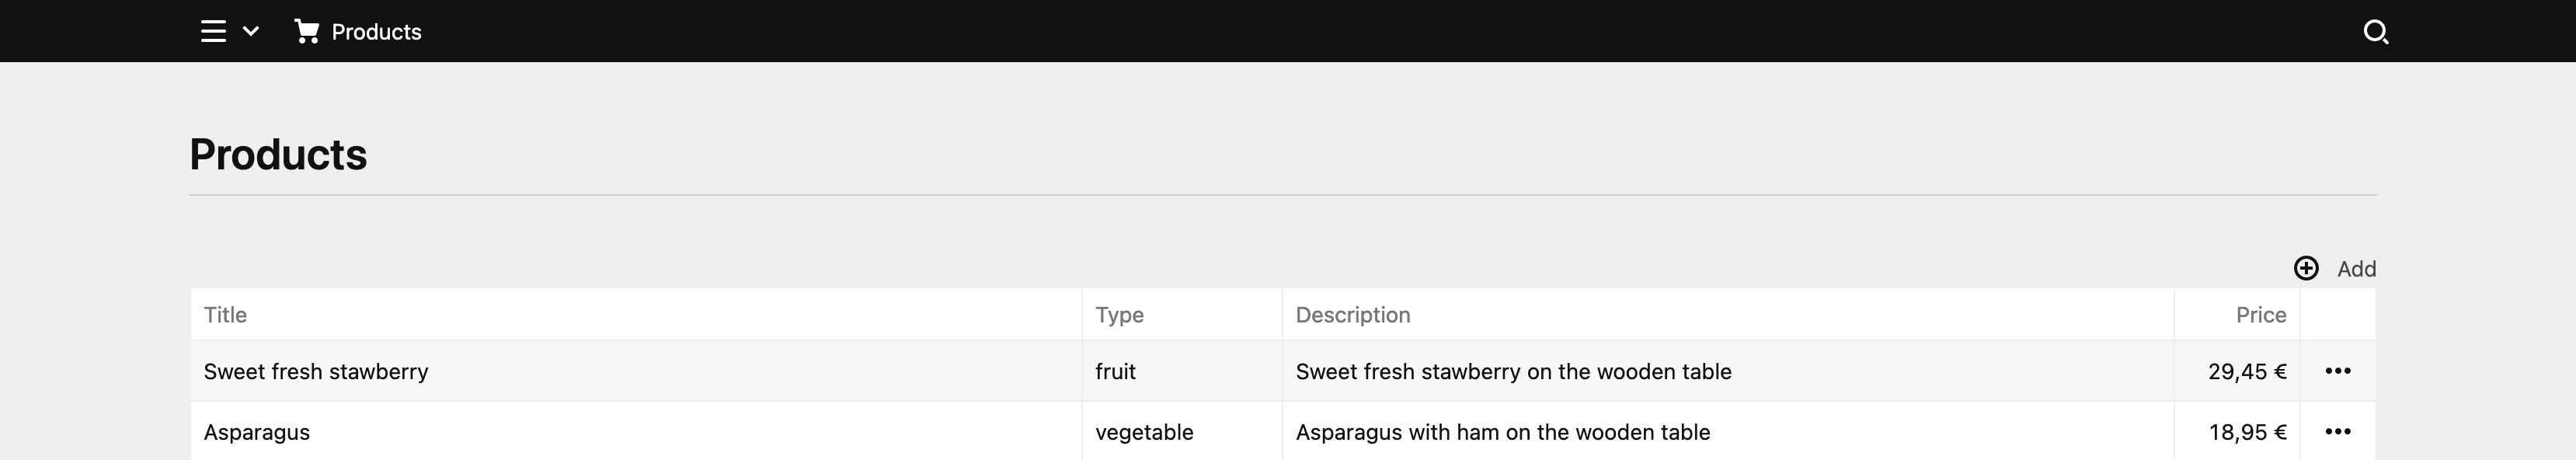 Products
Products
Add
Title Type Description Price
Sweet fresh stawberry fruit Sweet fresh stawberry on the wooden table 29,45 €
Asparagus vegetable Asparagus with ham on the wooden table 18,95 €